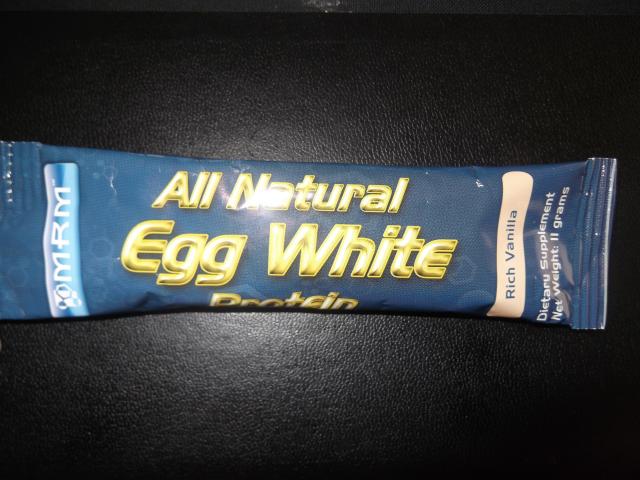 MRM
All Natural
Egg White
Protein
Rich Vanilla
Dietary Supplement
Net Weight: 11 grams